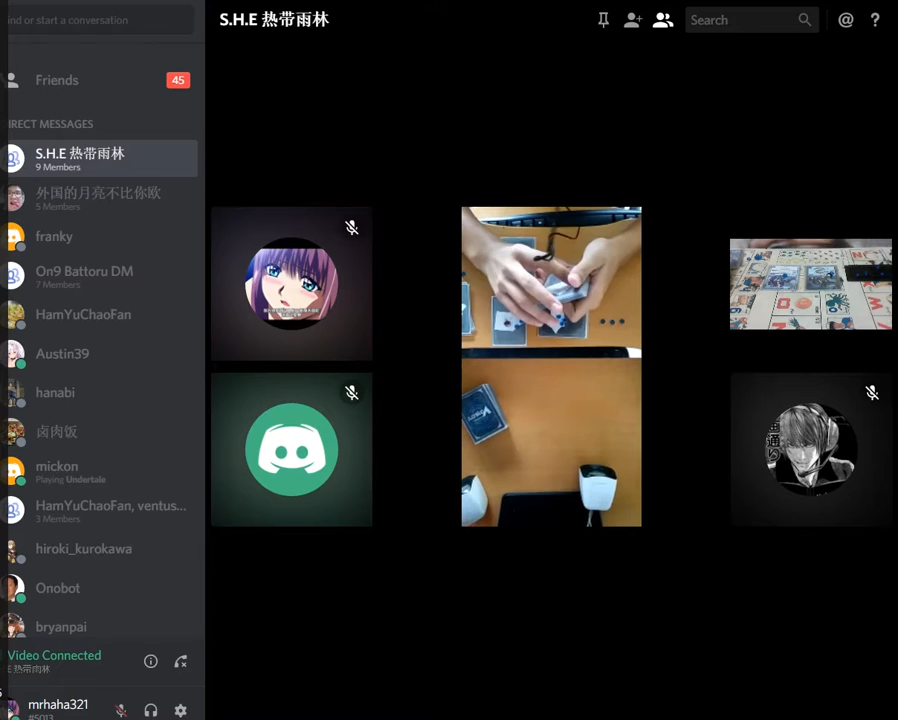 ind or start a conversation
S.H.E 热带雨林
Search
Friends
45
IRECT MESSAGES
S.H.E 热带雨林
9 Members
外国的月亮不比你欧
5 Members
franky
On9 Battoru DM
7 Members
HamYuChaoFan
Austin39
hanabi
卤肉饭
mickon
Playing Undertale
HamYuChaoFan, ventus...
3 Members
hiroki_kurokawa
Onobot
bryanpai
Video Connected
E 热带雨林
mrhaha321
#5013